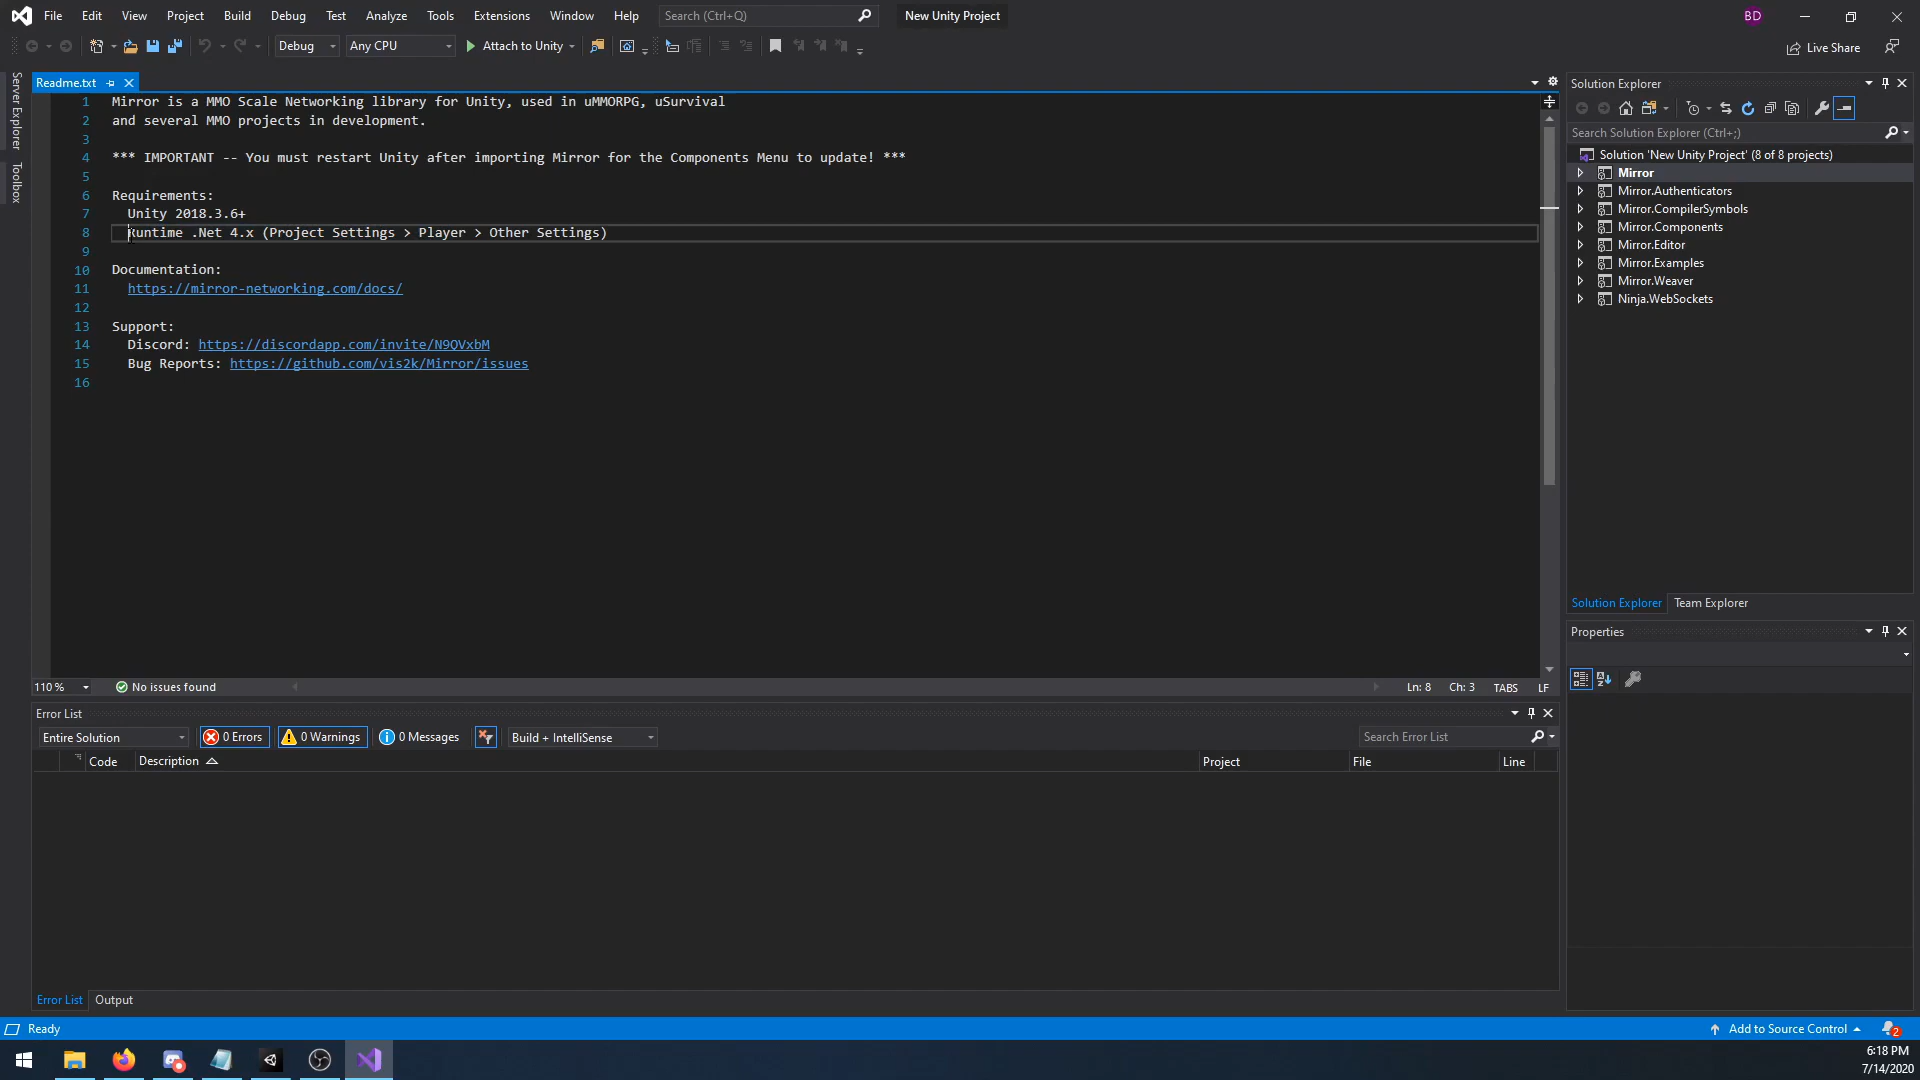 File Edit View Project Build Debug Test Analyze Tools Extensions Window Help Search (Ctrl+Q) New Unity Project BD
Debug Any CPU Attach to Unity Live Share
Server Explorer
Toolbox
Readme.txt
1 Mirror is a MMO Scale Networking library for Unity, used in uMMORPG, uSurvival
2 and several MMO projects in development.
3
4 *** IMPORTANT -- You must restart Unity after importing Mirror for the Components Menu to update! ***
5
6 Requirements:
7 Unity 2018.3.6+
8 Runtime .Net 4.x (Project Settings > Player > Other Settings)
9
10 Documentation:
11 https://mirror-networking.com/docs/
12
13 Support:
14 Discord: https://discordapp.com/invite/N9QVxbM
15 Bug Reports: https://github.com/vis2k/Mirror/issues
16
110 % No issues found Ln: 8 Ch: 3 TABS LF
Solution Explorer
Search Solution Explorer (Ctrl+;)
Solution 'New Unity Project' (8 of 8 projects)
Mirror
Mirror.Authenticators
Mirror.CompilerSymbols
Mirror.Components
Mirror.Editor
Mirror.Examples
Mirror.Weaver
Ninja.WebSockets
Solution Explorer Team Explorer
Properties
Error List
Entire Solution 0 Errors 0 Warnings 0 Messages Build + IntelliSense Search Error List
Code Description Project File Line
Error List Output
Ready Add to Source Control 2
6:18 PM
7/14/2020